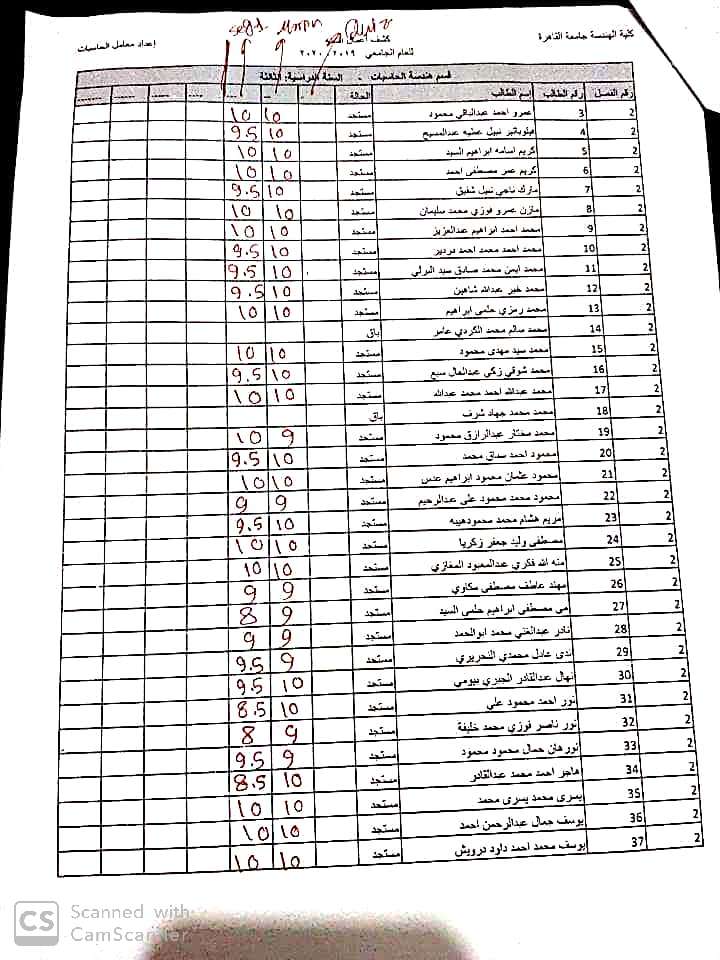 segt. Morph Quiz
كلية الهندسة جامعة القاهرة
كشف أعمال
للعام الجامعي ٢٠١٩/ ٢٠٢٠
إعداد معامل الحاسبات
قسم هندسة الحاسبات - السنة الدراسية: الثالثة
رقم الفصل رقم الطالب إسم الطالب الحالة
2 3 عمرو احمد عبدالباقي محمود مستجد 10 10
2 4 فيلوباتير نبيل عطيه عبدالمسيح مستجد 10 9.5
2 5 كريم اسامه ابراهيم السيد مستجد 10 10
2 6 كريم عمر مصطفى احمد مستجد 10 10
2 7 مارك ناجي نبيل شفيق مستجد 10 9.5
2 8 مازن عمرو فوزي محمد سليمان مستجد 10 10
2 9 محمد احمد ابراهيم عبدالعزيز مستجد 10 10
2 10 محمد احمد محمد احمد دردير مستجد 10 9.5
2 11 محمد ايمن محمد صادق سيد البرلي مستجد 10 9.5
2 12 محمد خير عبدالله شاهين مستجد 10 9.5
2 13 محمد رمزي حلمى ابراهيم مستجد 10 10
2 14 محمد سالم محمد الكردي عامر باق
2 15 محمد سيد مهدى محمود مستجد 10 10
2 16 محمد شوقي زكي عبدالعال سبع مستجد 10 9.5
2 17 محمد عبدالله احمد محمد عبدالله مستجد 10 10
2 18 محمد محمد جهاد شرف باق
2 19 محمد مختار عبدالرازق محمود مستجد 9 10
2 20 محمود احمد صداق محمد مستجد 10 9.5
2 21 محمود عثمان محمود ابراهيم عدس مستجد 10 10
2 22 محمود محمد محمود على عبدالرحيم مستجد 9 9
2 23 مريم هشام محمد محمودهيبه مستجد 10 9.5
2 24 مصطفى وليد جعفر زكريا مستجد 10 10
2 25 منه الله فكري عبدالمعبود المغازي مستجد 10 10
2 26 مهند عاطف مصطفى مكاوي مستجد 9 9
2 27 مى مصطفى ابراهيم حلمى السيد مستجد 9 8
2 28 نادر عبدالغني محمد ابوالحمد مستجد 9 9
2 29 ندى عادل محمدي التحريري مستجد 9 9.5
2 30 نهال عبدالقادر الجبري بيومي مستجد 10 9.5
2 31 نور احمد محمود علي مستجد 10 8.5
2 32 نور ناصر فوزي محمد خليفة مستجد 9 8
2 33 نورهان جمال محمود محمود مستجد 9 9.5
2 34 هاجر احمد محمد عبدالقادر مستجد 10 8.5
2 35 يسرى محمد يسرى محمد مستجد 10 10
2 36 يوسف جمال عبدالرحمن احمد مستجد 10 10
2 37 يوسف محمد احمد داود درويش مستجد 10 10
CS Scanned with
CamScanner